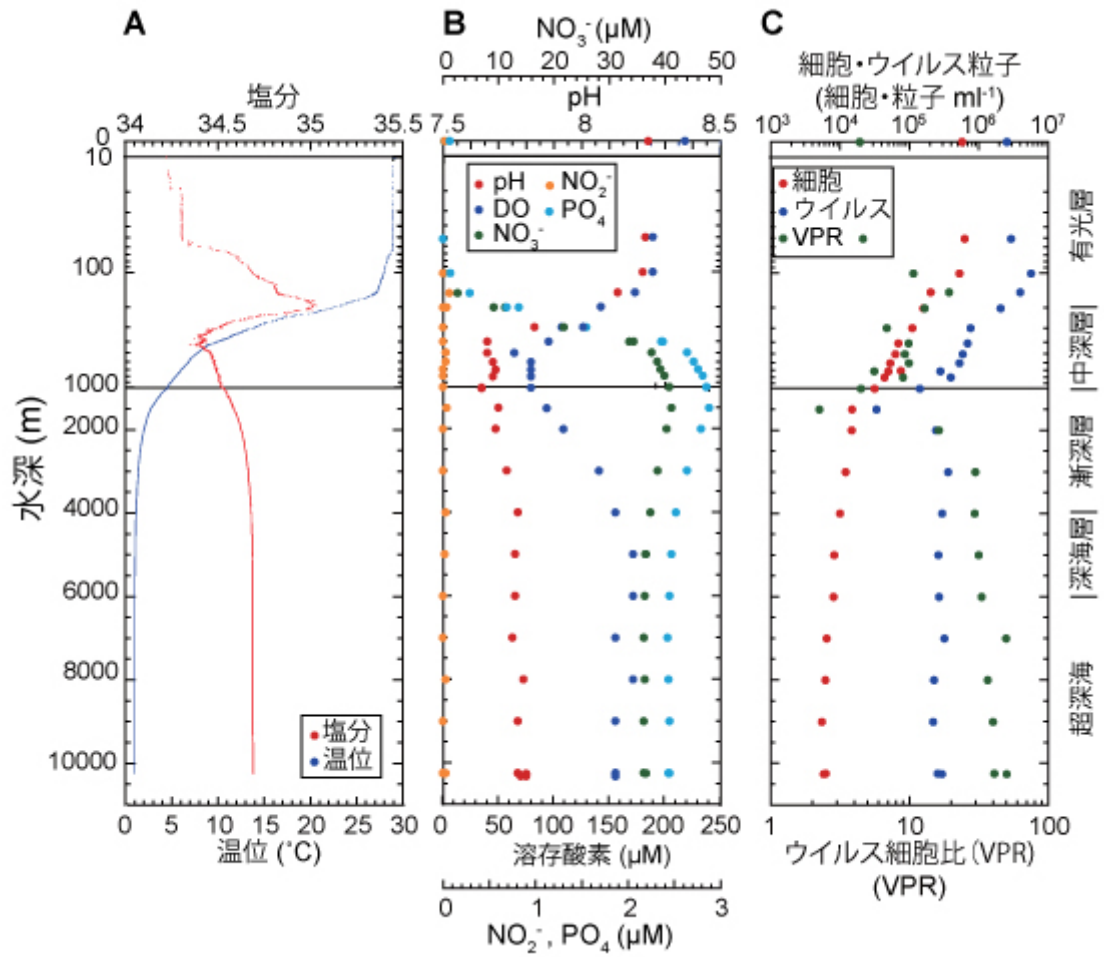 A
塩分
34 34.5 35 35.5
0
10
100
1000
2000
4000
6000
8000
10000
水深 (m)
塩分
温位
0 5 10 15 20 25 30
温位 (°C)
B
NO₃⁻(μM)
0 10 20 30 40 50
pH
7.5 8 8.5
pH NO₂⁻
DO PO₄
NO₃⁻
0 50 100 150 200 250
溶存酸素 (μM)
0 1 2 3
NO₂⁻, PO₄ (μM)
C
細胞・ウイルス粒子
(細胞・粒子 ml⁻¹)
10³ 10⁴ 10⁵ 10⁶ 10⁷
細胞
ウイルス
VPR
1 10 100
ウイルス細胞比(VPR)
(VPR)
有光層
|中深層|
漸深層
|深海層|
超深海